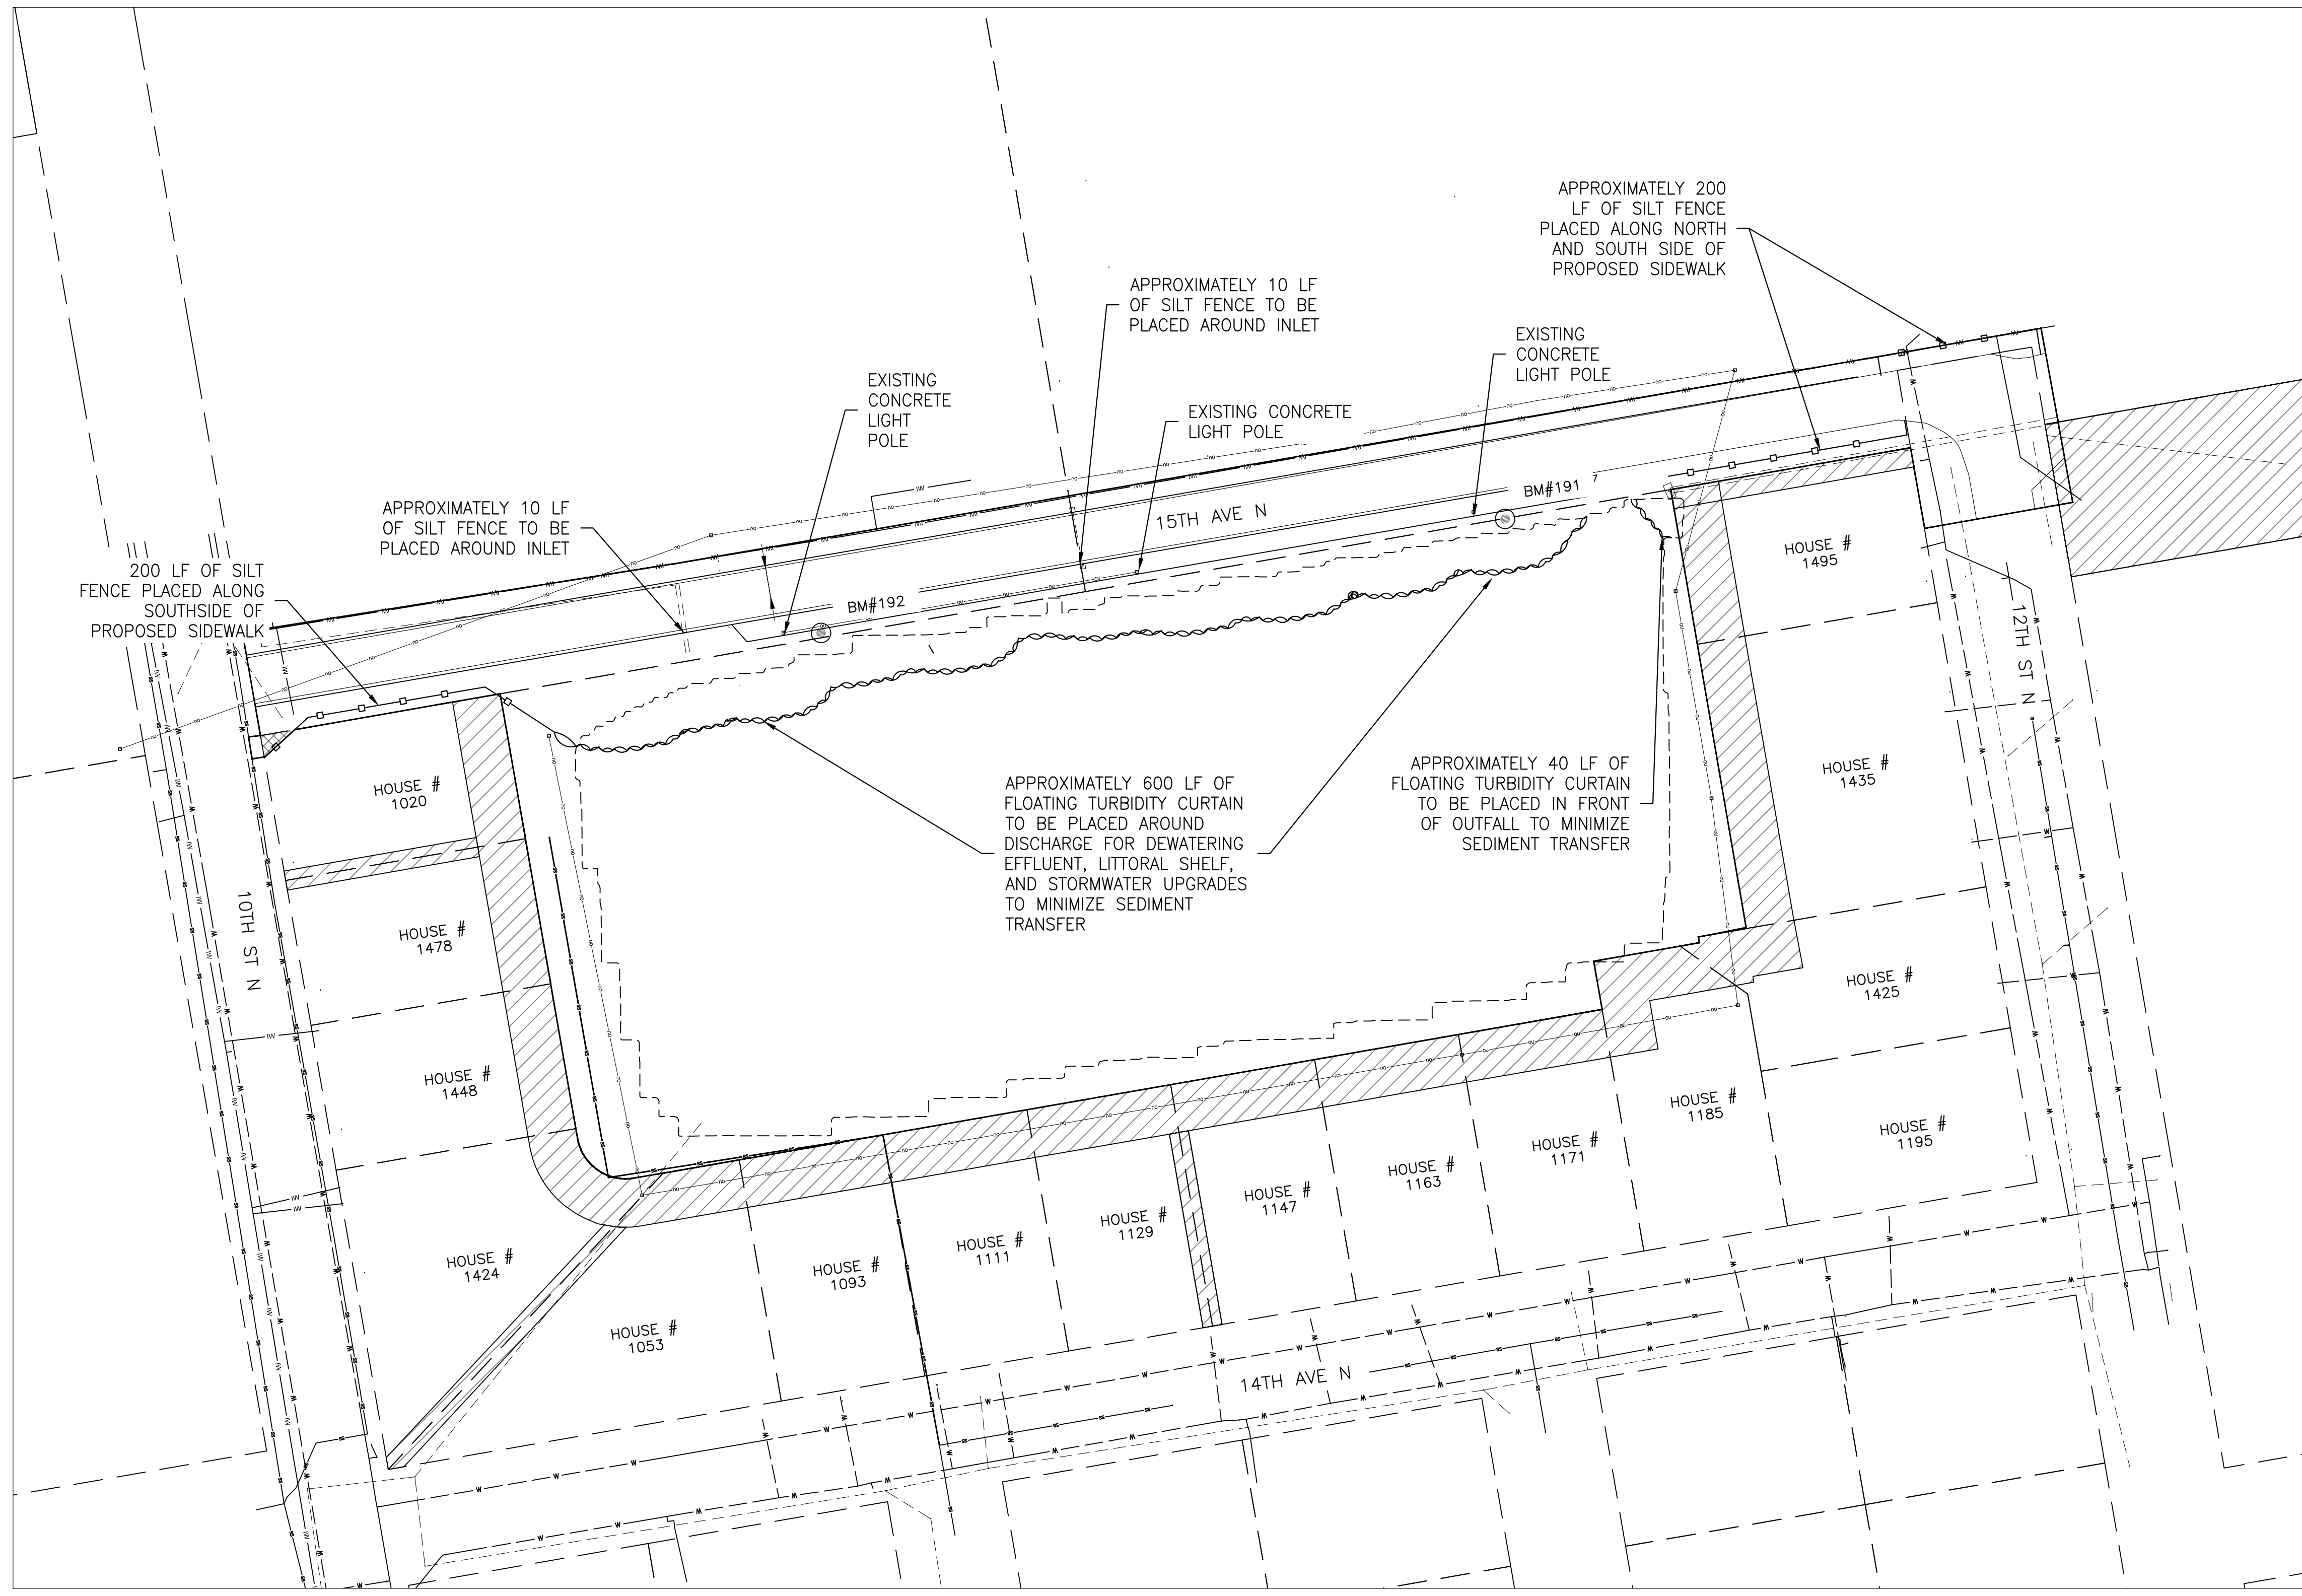 APPROXIMATELY 200
LF OF SILT FENCE
PLACED ALONG NORTH
AND SOUTH SIDE OF
PROPOSED SIDEWALK
APPROXIMATELY 10 LF
OF SILT FENCE TO BE
PLACED AROUND INLET
EXISTING
CONCRETE
LIGHT POLE
EXISTING
CONCRETE
LIGHT
POLE
EXISTING CONCRETE
LIGHT POLE
APPROXIMATELY 10 LF
OF SILT FENCE TO BE
PLACED AROUND INLET
200 LF OF SILT
FENCE PLACED ALONG
SOUTHSIDE OF
PROPOSED SIDEWALK
BM#191
15TH AVE N
BM#192
HOUSE #
1495
12TH ST N
HOUSE #
1020
APPROXIMATELY 600 LF OF
FLOATING TURBIDITY CURTAIN
TO BE PLACED AROUND
DISCHARGE FOR DEWATERING
EFFLUENT, LITTORAL SHELF,
AND STORMWATER UPGRADES
TO MINIMIZE SEDIMENT
TRANSFER
APPROXIMATELY 40 LF OF
FLOATING TURBIDITY CURTAIN
TO BE PLACED IN FRONT
OF OUTFALL TO MINIMIZE
SEDIMENT TRANSFER
HOUSE #
1435
10TH ST N
HOUSE #
1478
HOUSE #
1425
HOUSE #
1448
HOUSE #
1185
HOUSE #
1195
HOUSE #
1171
HOUSE #
1163
HOUSE #
1147
HOUSE #
1129
HOUSE #
1111
HOUSE #
1093
HOUSE #
1424
HOUSE #
1053
14TH AVE N